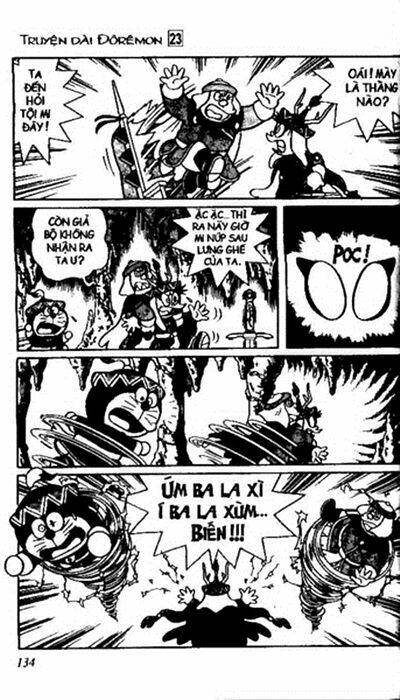 TRUYỆN DÀI ĐÔRÊMON 23
TA
ĐẾN
HỎI
TỘI MI
ĐÂY!
OÁI! MÀY
LÀ THẰNG
NÀO?
CÒN GIẢ
BỘ KHÔNG
NHẬN RA
TA Ư?
ẶC ẶC...THÌ
RA NÃY GIỜ
MI NÚP SAU
LƯNG GHẾ
CỦA TA.
POC!
ÚM BA LA XÌ
Í BA LA XÙM...
BIẾN!!!
134